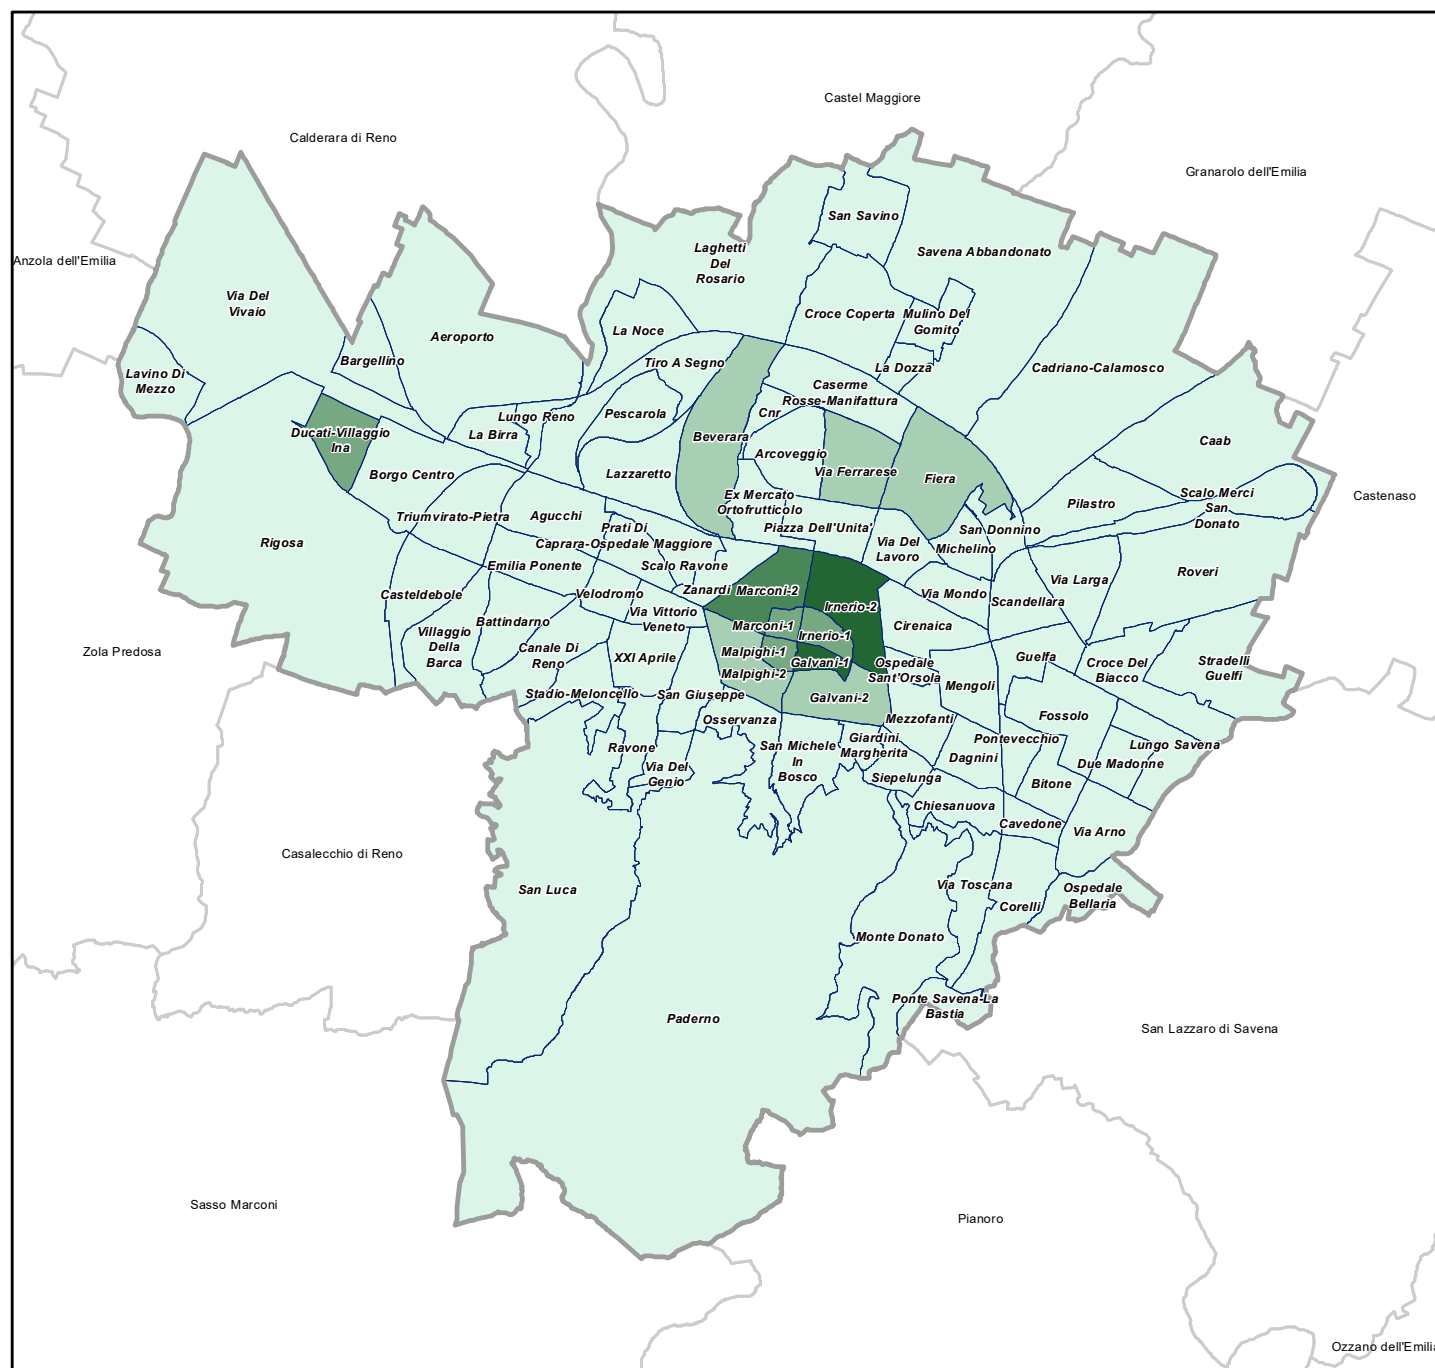 Castel Maggiore
Calderara di Reno
Granarolo dell'Emilia
San Savino
Anzola dell'Emilia
Laghetti
Del
Rosario
Savena Abbandonato
Via Del
Vivaio
Croce Coperta
Mulino Del
Gomito
La Noce
Aeroporto
Bargellino
Tiro A Segno
La Dozza
Cadriano-Calamosco
Lavino Di
Mezzo
Caserme
Rosse-Manifattura
Cnr
Pescarola
Lungo Reno
La Birra
Ducati-Villaggio
Ina
Beverara
Caab
Arcoveggio
Via Ferrarese
Fiera
Borgo Centro
Lazzaretto
Ex Mercato
Ortofrutticolo
Pilastro
Scalo Merci
San
Donato
Castenaso
Triumvirato-Pietra
Agucchi
Prati Di
Caprara-Ospedale Maggiore
Piazza Dell'Unita'
San Donnino
Via Del
Lavoro
Michelino
Rigosa
Emilia Ponente
Scalo Ravone
Via Larga
Roveri
Casteldebole
Velodromo
Zanardi
Marconi-2
Via Mondo
Scandellara
Irnerio-2
Via Vittorio
Veneto
Battindarno
Marconi-1
Irnerio-1
Cirenaica
Villaggio
Della
Barca
Canale Di
Reno
XXI Aprile
Malpighi-1
Galvani-1
Ospedale
Sant'Orsola
Guelfa
Croce Del
Biacco
Stradelli
Guelfi
Zola Predosa
Malpighi-2
Mengoli
Stadio-Meloncello
San Giuseppe
Galvani-2
Osservanza
Mezzofanti
Fossolo
Ravone
San Michele
In
Bosco
Giardini
Margherita
Pontevecchio
Dagnini
Lungo Savena
Due Madonne
Via Del
Genio
Siepelunga
Bitone
Chiesanuova
Cavedone
Via Arno
Casalecchio di Reno
San Luca
Via Toscana
Ospedale
Bellaria
Corelli
Monte Donato
Ponte Savena-La
Bastia
Paderno
San Lazzaro di Savena
Sasso Marconi
Pianoro
Ozzano dell'Emilia